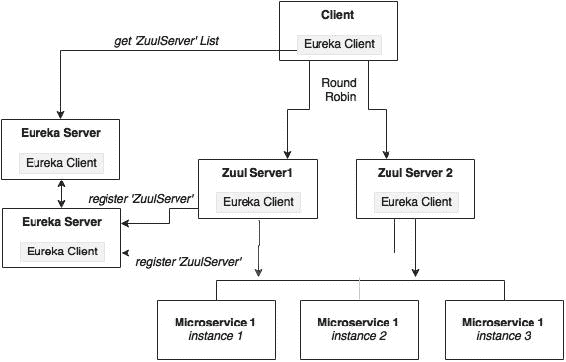 Client
Eureka Client
get 'ZuulServer' List
Round
Robin
Eureka Server
Eureka Client
Zuul Server1
Eureka Client
Zuul Server 2
Eureka Client
register 'ZuulServer'
Eureka Server
Eureka Client
register 'ZuulServer'
Microservice 1
instance 1
Microservice 1
instance 2
Microservice 1
instance 3